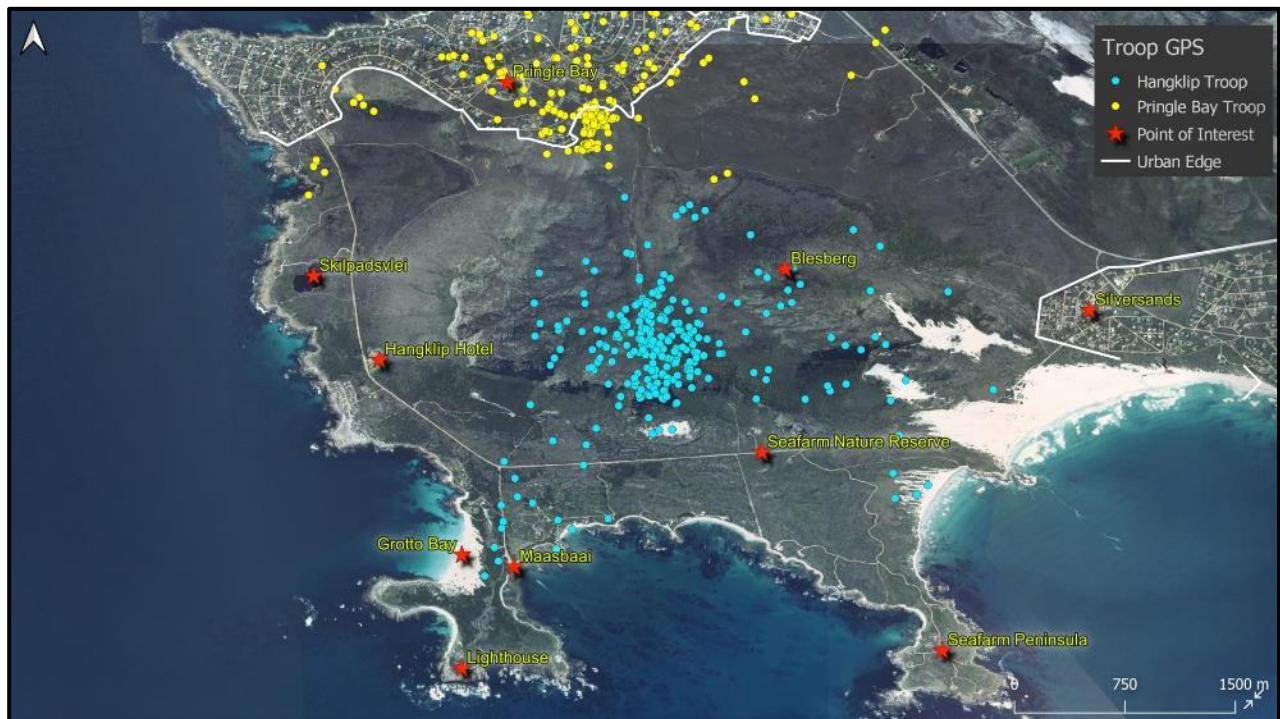 Troop GPS
Hangklip Troop
Pringle Bay Troop
Point of Interest
Urban Edge
Pringle Bay
Blesberg
Skilpadsvlei
Silversands
Hangklip Hotel
Seafarm Nature Reserve
Grotto Bay
Maasbaai
Seafarm Peninsula
Lighthouse
0 750 1500 m